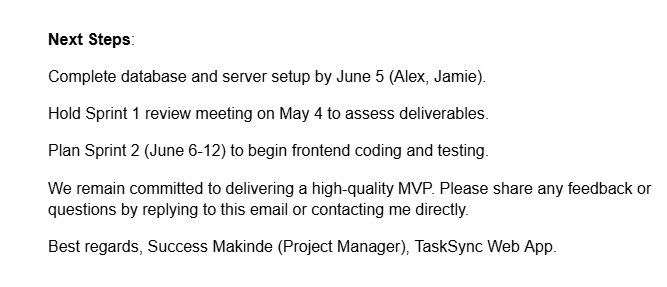 Next Steps:
Complete database and server setup by June 5 (Alex, Jamie).
Hold Sprint 1 review meeting on May 4 to assess deliverables.
Plan Sprint 2 (June 6-12) to begin frontend coding and testing.
We remain committed to delivering a high-quality MVP. Please share any feedback or
questions by replying to this email or contacting me directly.
Best regards, Success Makinde (Project Manager), TaskSync Web App.